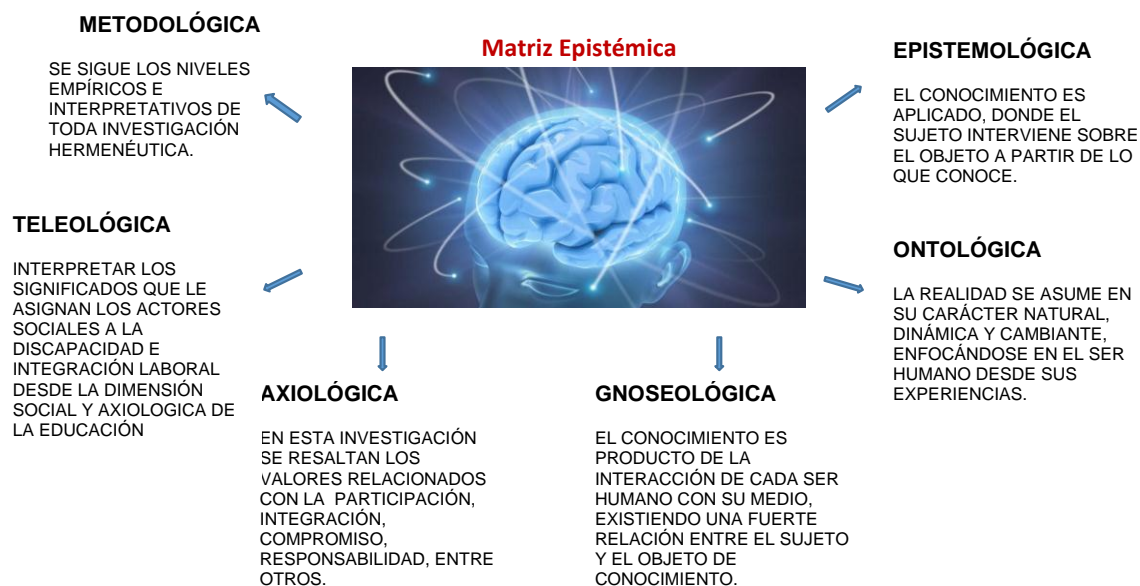 Matriz Epistémica
METODOLÓGICA
SE SIGUE LOS NIVELES
EMPÍRICOS E
INTERPRETATIVOS DE
TODA INVESTIGACIÓN
HERMENÉUTICA.
TELEOLÓGICA
INTERPRETAR LOS
SIGNIFICADOS QUE LE
ASIGNAN LOS ACTORES
SOCIALES A LA
DISCAPACIDAD E
INTEGRACIÓN LABORAL
DESDE LA DIMENSIÓN
SOCIAL Y AXIOLOGICA DE
LA EDUCACIÓN
AXIOLÓGICA
EN ESTA INVESTIGACIÓN
SE RESALTAN LOS
VALORES RELACIONADOS
CON LA PARTICIPACIÓN,
INTEGRACIÓN,
COMPROMISO,
RESPONSABILIDAD, ENTRE
OTROS.
GNOSEOLÓGICA
EL CONOCIMIENTO ES
PRODUCTO DE LA
INTERACCIÓN DE CADA SER
HUMANO CON SU MEDIO,
EXISTIENDO UNA FUERTE
RELACIÓN ENTRE EL SUJETO
Y EL OBJETO DE
CONOCIMIENTO.
EPISTEMOLÓGICA
EL CONOCIMIENTO ES
APLICADO, DONDE EL
SUJETO INTERVIENE SOBRE
EL OBJETO A PARTIR DE LO
QUE CONOCE.
ONTOLÓGICA
LA REALIDAD SE ASUME EN
SU CARÁCTER NATURAL,
DINÁMICA Y CAMBIANTE,
ENFOCÁNDOSE EN EL SER
HUMANO DESDE SUS
EXPERIENCIAS.